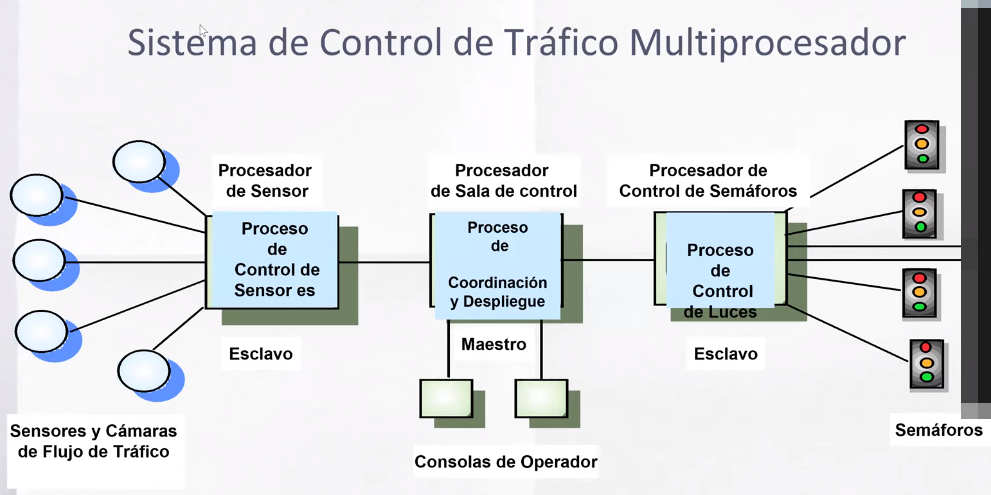 Sistema de Control de Tráfico Multiprocesador
Procesador
de Sensor
Procesador
de Sala de control
Procesador de
Control de Semáforos
Proceso
de
Control de
Sensor es
Proceso
de
Coordinación
y Despliegue
Proceso
de
Control
de Luces
Esclavo
Maestro
Esclavo
Sensores y Cámaras
de Flujo de Tráfico
Consolas de Operador
Semáforos